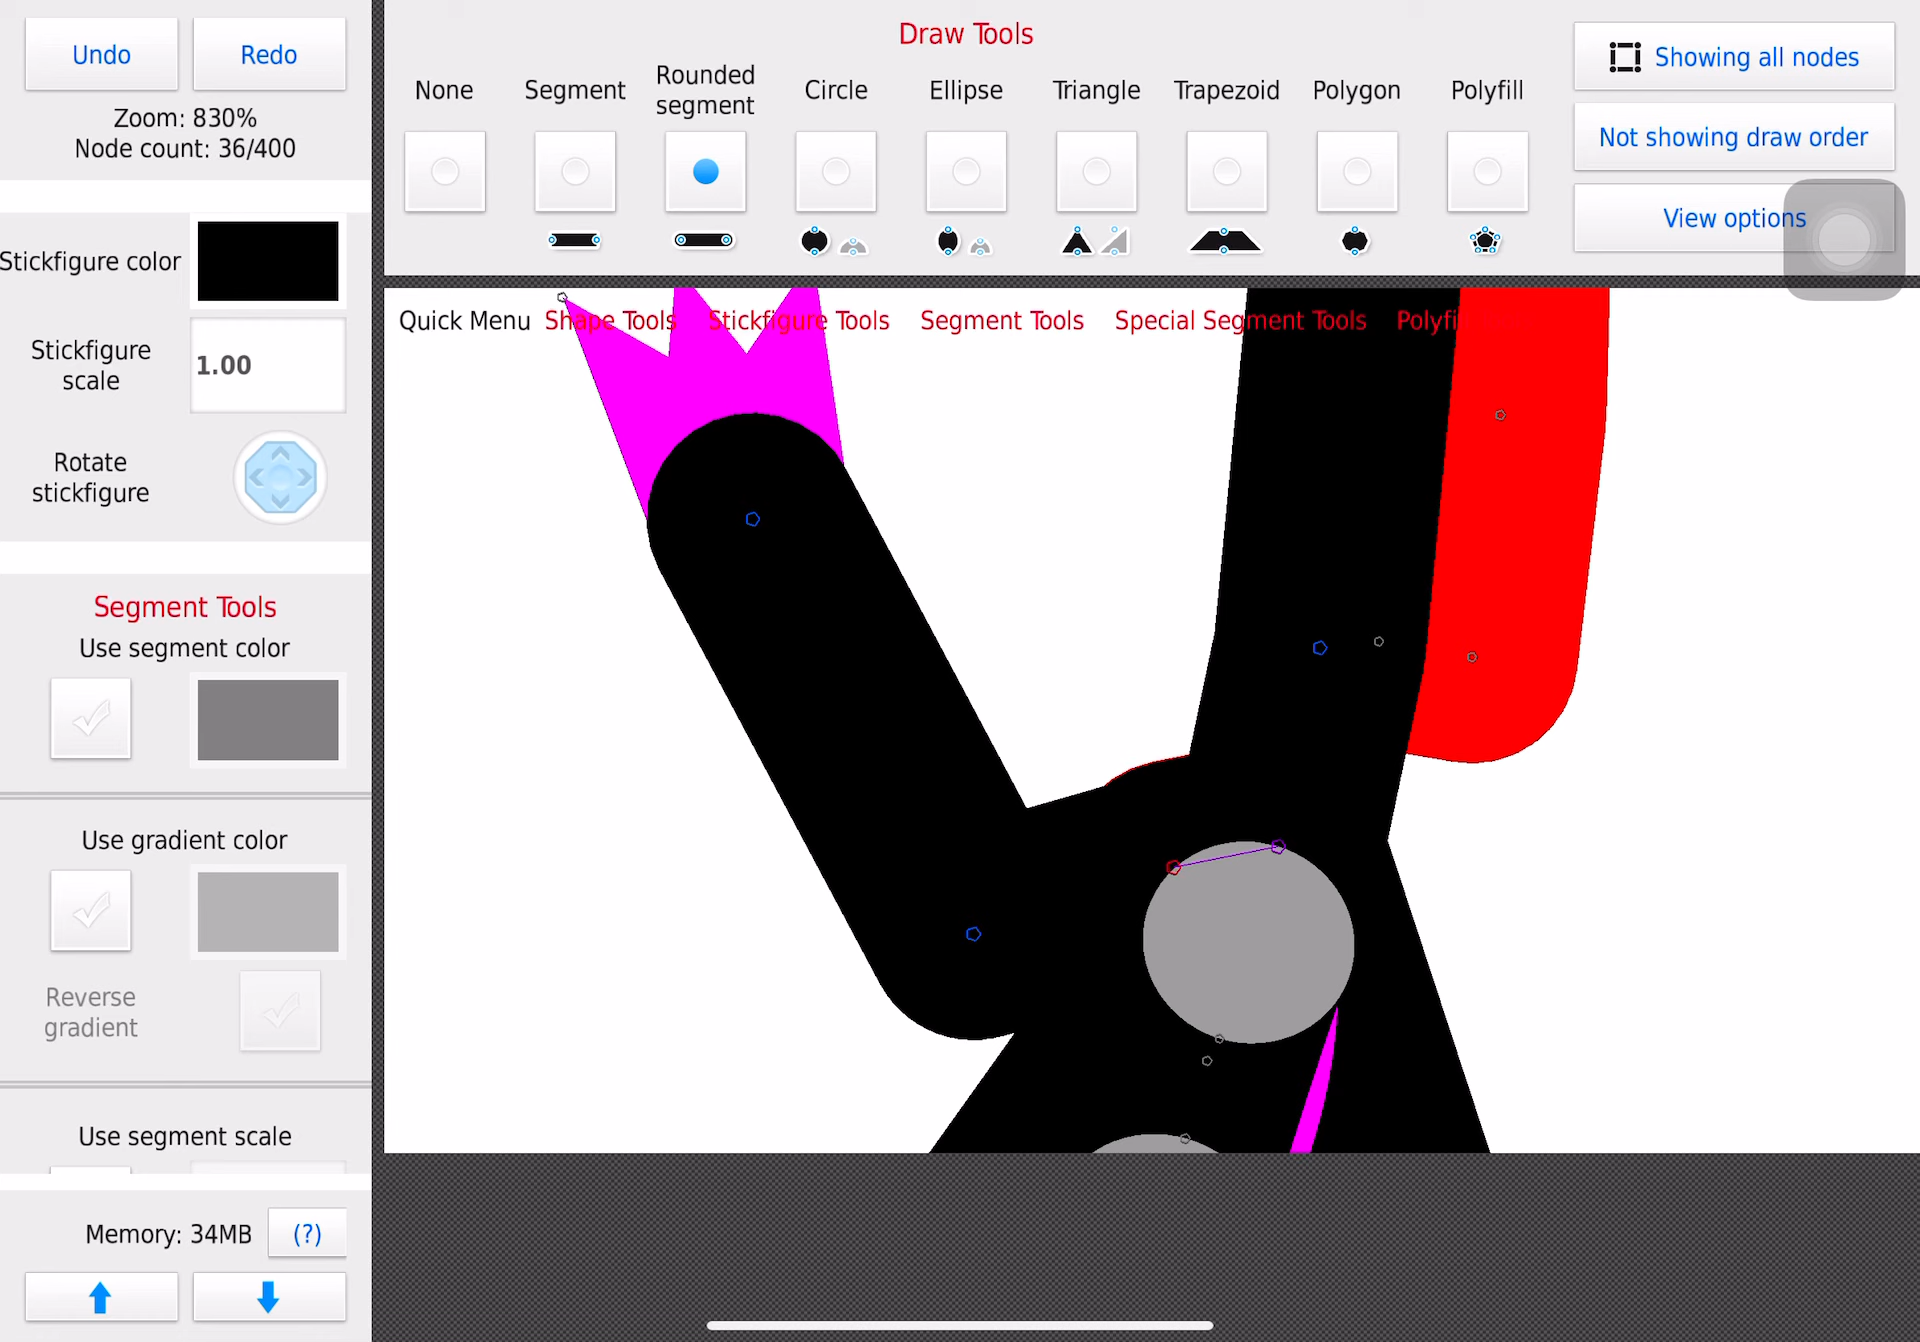 Undo
Redo
Zoom: 830%
Node count: 36/400
Stickfigure color
Stickfigure
scale
1.00
Rotate
stickfigure
Segment Tools
Use segment color
Use gradient color
Reverse
gradient
Use segment scale
Memory: 34MB
(?)
Draw Tools
None
Segment
Rounded
segment
Circle
Ellipse
Triangle
Trapezoid
Polygon
Polyfill
Showing all nodes
Not showing draw order
View options
Quick Menu
Shape Tools
Stickfigure Tools
Segment Tools
Special Segment Tools